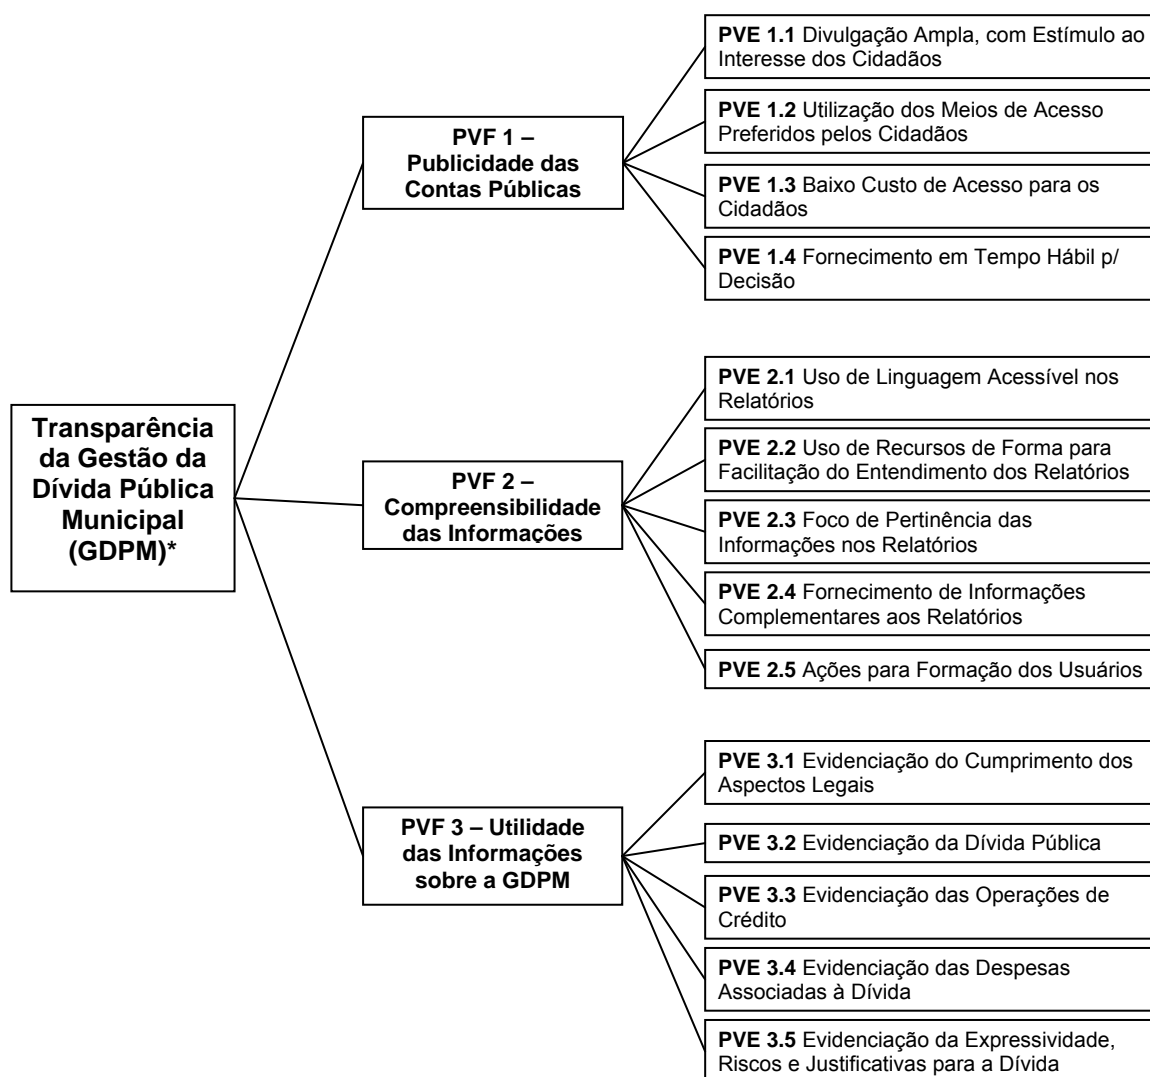 Transparência
da Gestão da
Dívida Pública
Municipal
(GDPM)*
PVF 1 –
Publicidade das
Contas Públicas
PVE 1.1 Divulgação Ampla, com Estímulo ao
Interesse dos Cidadãos
PVE 1.2 Utilização dos Meios de Acesso
Preferidos pelos Cidadãos
PVE 1.3 Baixo Custo de Acesso para os
Cidadãos
PVE 1.4 Fornecimento em Tempo Hábil p/
Decisão
PVF 2 –
Compreensibilidade
das Informações
PVE 2.1 Uso de Linguagem Acessível nos
Relatórios
PVE 2.2 Uso de Recursos de Forma para
Facilitação do Entendimento dos Relatórios
PVE 2.3 Foco de Pertinência das
Informações nos Relatórios
PVE 2.4 Fornecimento de Informações
Complementares aos Relatórios
PVE 2.5 Ações para Formação dos Usuários
PVF 3 – Utilidade
das Informações
sobre a GDPM
PVE 3.1 Evidenciação do Cumprimento dos
Aspectos Legais
PVE 3.2 Evidenciação da Dívida Pública
PVE 3.3 Evidenciação das Operações de
Crédito
PVE 3.4 Evidenciação das Despesas
Associadas à Dívida
PVE 3.5 Evidenciação da Expressividade,
Riscos e Justificativas para a Dívida